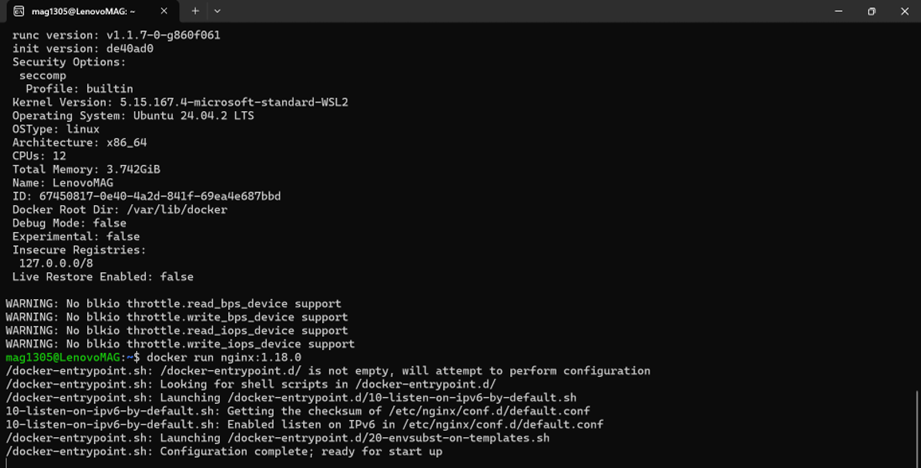 mag1305@LenovoMAG: ~
runc version: v1.1.7-0-g860f061
init version: de40ad0
Security Options:
seccomp
Profile: builtin
Kernel Version: 5.15.167.4-microsoft-standard-WSL2
Operating System: Ubuntu 24.04.2 LTS
OSType: linux
Architecture: x86_64
CPUs: 12
Total Memory: 3.742GiB
Name: LenovoMAG
ID: 67450817-0e40-4a2d-841f-69ea4e687bbd
Docker Root Dir: /var/lib/docker
Debug Mode: false
Experimental: false
Insecure Registries:
127.0.0.0/8
Live Restore Enabled: false
WARNING: No blkio throttle.read_bps_device support
WARNING: No blkio throttle.write_bps_device support
WARNING: No blkio throttle.read_iops_device support
WARNING: No blkio throttle.write_iops_device support
mag1305@LenovoMAG:~$ docker run nginx:1.18.0
/docker-entrypoint.sh: /docker-entrypoint.d/ is not empty, will attempt to perform configuration
/docker-entrypoint.sh: Looking for shell scripts in /docker-entrypoint.d/
/docker-entrypoint.sh: Launching /docker-entrypoint.d/10-listen-on-ipv6-by-default.sh
10-listen-on-ipv6-by-default.sh: Getting the checksum of /etc/nginx/conf.d/default.conf
10-listen-on-ipv6-by-default.sh: Enabled listen on IPv6 in /etc/nginx/conf.d/default.conf
/docker-entrypoint.sh: Launching /docker-entrypoint.d/20-envsubst-on-templates.sh
/docker-entrypoint.sh: Configuration complete; ready for start up